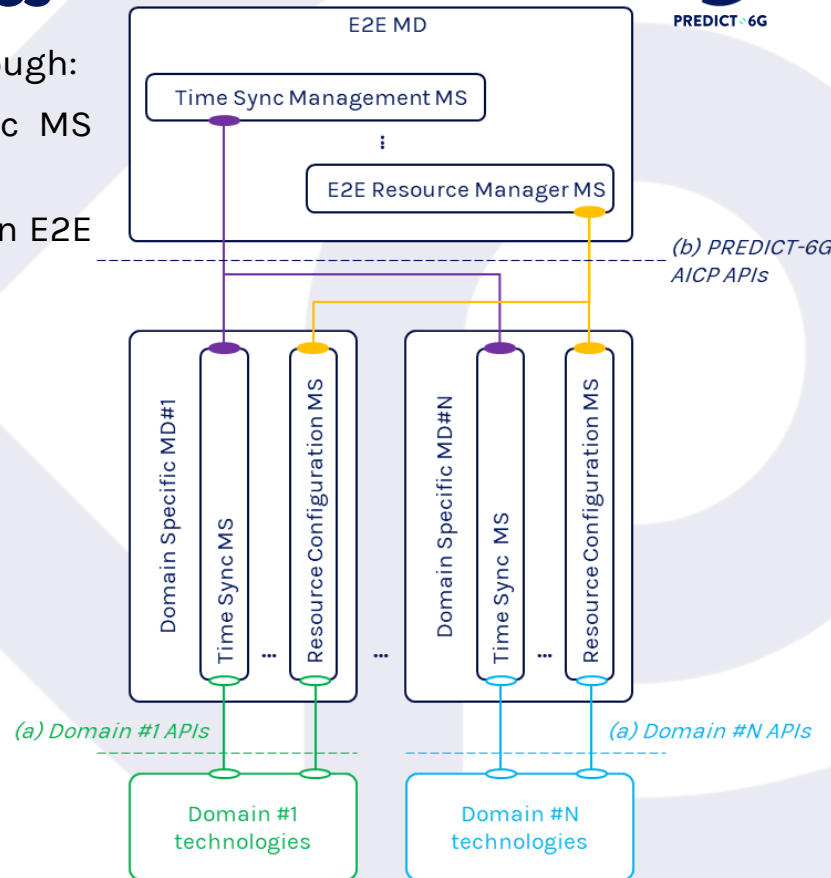 PREDICT-6G
ough:
c MS
n E2E
E2E MD
Time Sync Management MS
⋮
E2E Resource Manager MS
(b) PREDICT-6G
AICP APIs
Domain Specific MD#1
Time Sync MS
...
Resource Configuration MS
...
Domain Specific MD#N
Time Sync MS
...
Resource Configuration MS
(a) Domain #1 APIs
(a) Domain #N APIs
Domain #1
technologies
Domain #N
technologies